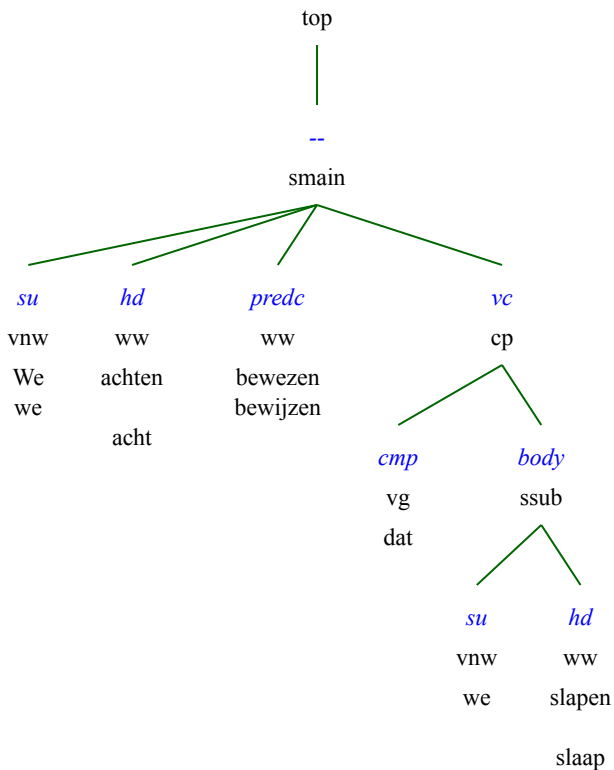 top
--
smain
su hd predc vc
vnw ww ww cp
We achten bewezen
we bewijzen
acht
cmp body
vg ssub
dat
su hd
vnw ww
we slapen
slaap